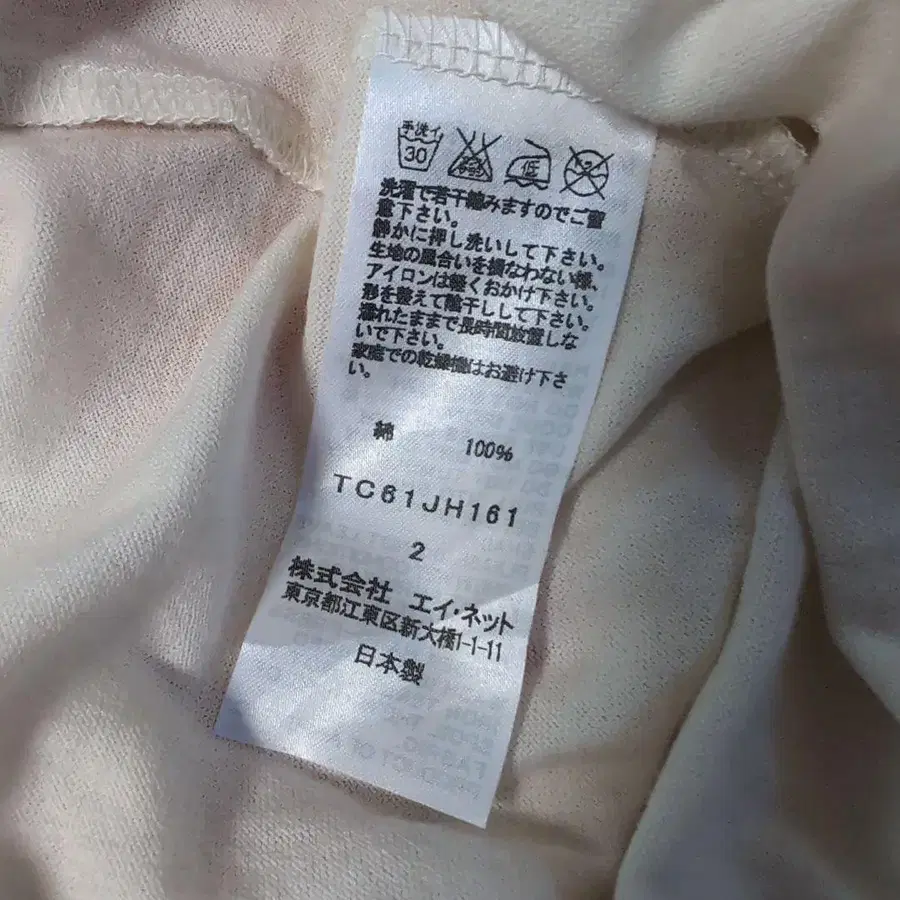 手洗イ
30
低
洗濯で若干縮みますのでご留
意下さい。
静かに押し洗いして下さい。
生地の風合いを損なわない様、
アイロンは軽くおかけ下さい。
形を整えて陰干しして下さい。
濡れたままで長時間放置しな
いで下さい。
家庭での乾燥機はお避け下さ
い。
綿 100%
TC61JH161
2
株式会社 エイ・ネット
東京都江東区新大橋1-1-11
日本製